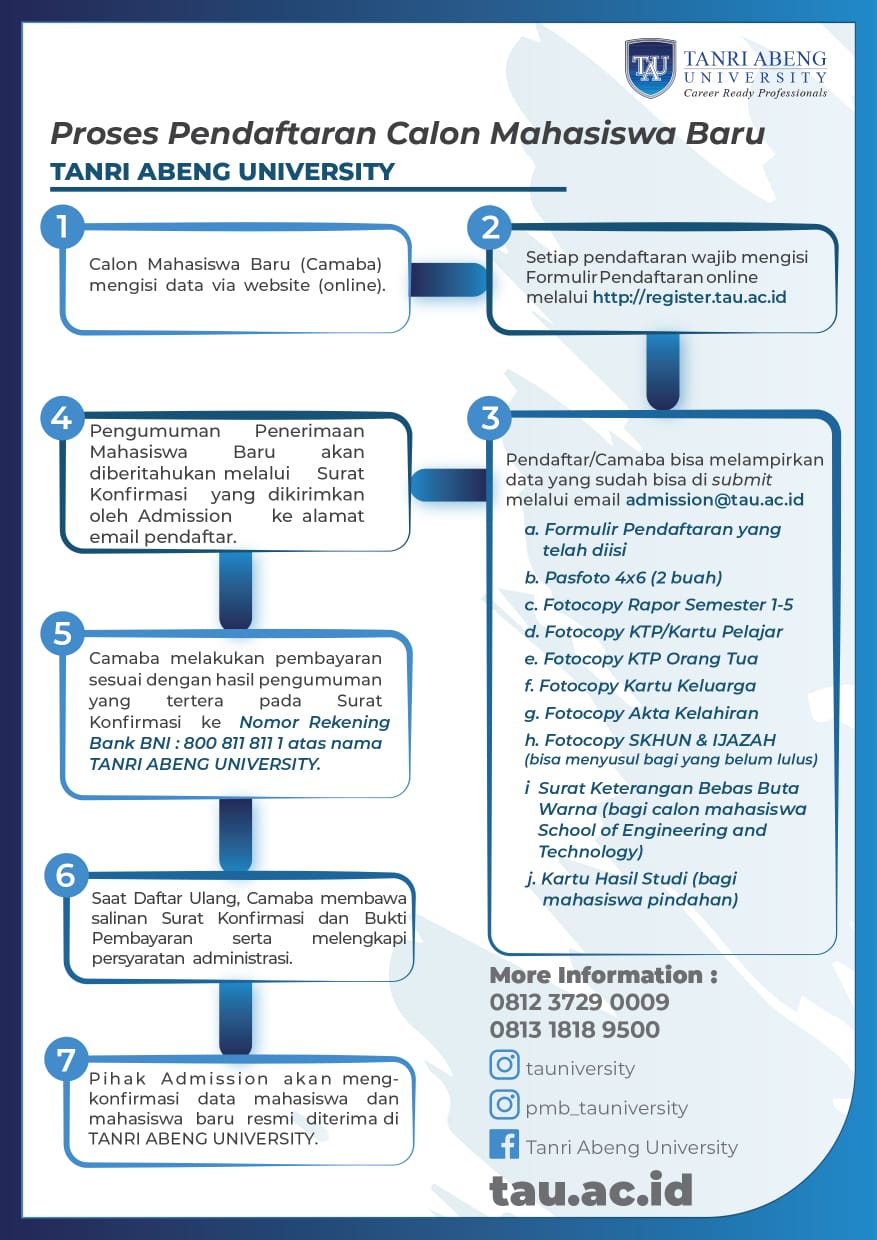 TAU
TANRI ABENG
UNIVERSITY
Career Ready Professionals
Proses Pendaftaran Calon Mahasiswa Baru
TANRI ABENG UNIVERSITY
1
Calon Mahasiswa Baru (Camaba)
mengisi data via website (online).
2
Setiap pendaftaran wajib mengisi
Formulir Pendaftaran online
melalui http://register.tau.ac.id
3
Pendaftar/Camaba bisa melampirkan
data yang sudah bisa di submit
melalui email admission@tau.ac.id
a. Formulir Pendaftaran yang
telah diisi
b. Pasfoto 4x6 (2 buah)
c. Fotocopy Rapor Semester 1-5
d. Fotocopy KTP/Kartu Pelajar
e. Fotocopy KTP Orang Tua
f. Fotocopy Kartu Keluarga
g. Fotocopy Akta Kelahiran
h. Fotocopy SKHUN & IJAZAH
(bisa menyusul bagi yang belum lulus)
i Surat Keterangan Bebas Buta
Warna (bagi calon mahasiswa
School of Engineering and
Technology)
j. Kartu Hasil Studi (bagi
mahasiswa pindahan)
4
Pengumuman Penerimaan
Mahasiswa Baru akan
diberitahukan melalui Surat
Konfirmasi yang dikirimkan
oleh Admission ke alamat
email pendaftar.
5
Camaba melakukan pembayaran
sesuai dengan hasil pengumuman
yang tertera pada Surat
Konfirmasi ke Nomor Rekening
Bank BNI : 800 811 811 1 atas nama
TANRI ABENG UNIVERSITY.
6
Saat Daftar Ulang, Camaba membawa
salinan Surat Konfirmasi dan Bukti
Pembayaran serta melengkapi
persyaratan administrasi.
7
Pihak Admission akan meng-
konfirmasi data mahasiswa dan
mahasiswa baru resmi diterima di
TANRI ABENG UNIVERSITY.
More Information :
0812 3729 0009
0813 1818 9500
tauniversity
pmb_tauniversity
Tanri Abeng University
tau.ac.id